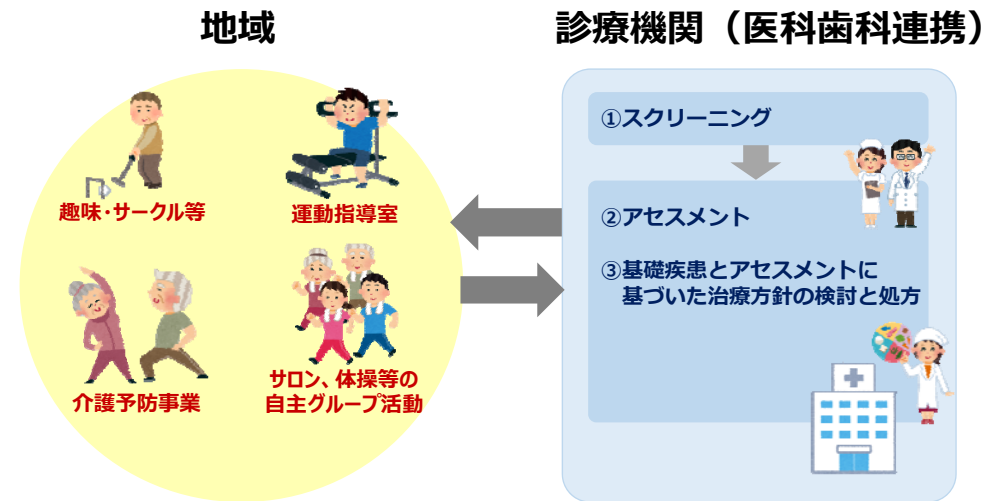 地域
診療機関（医科歯科連携）
趣味・サークル等
運動指導室
介護予防事業
サロン、体操等の
自主グループ活動
①スクリーニング
②アセスメント
③基礎疾患とアセスメントに
基づいた治療方針の検討と処方